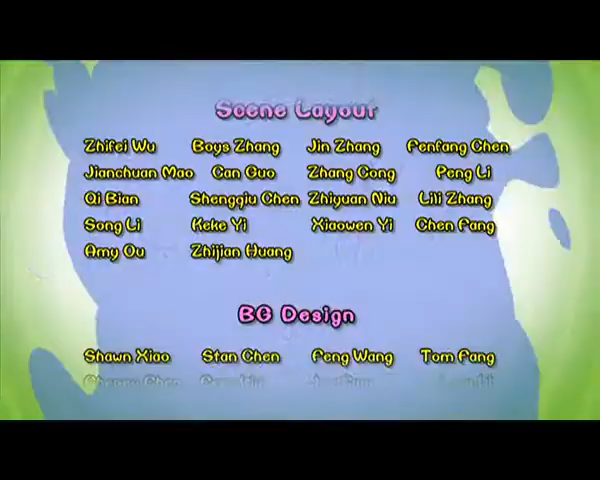 Scene Layout
Zhifei Wu Boys Zhang Jin Zhang Fenfang Chen
Jianchuan Mao Can Guo Zhang Cong Peng Li
Qi Bian Shengqiu Chen Zhiyuan Niu Lili Zhang
Song Li Keke Yi Xiaowen Yi Chen Fang
Amy Ou Zhijian Huang
BG Design
Shawn Xiao Stan Chen Feng Wang Tom Fang